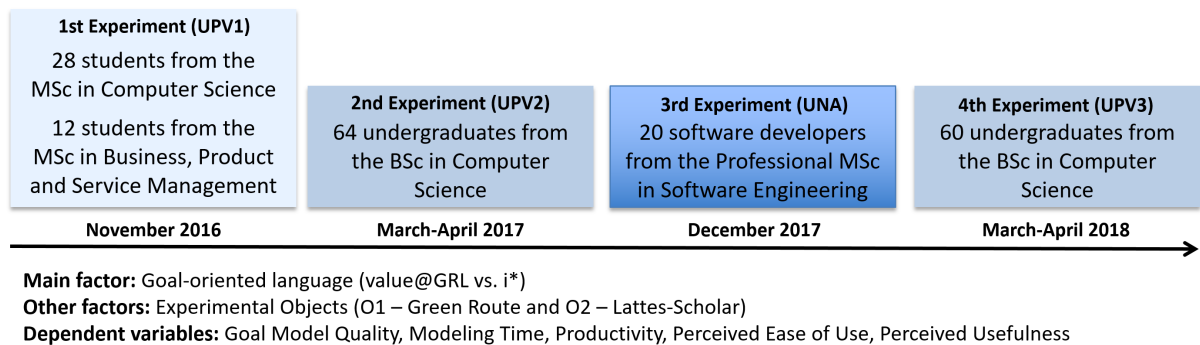 1st Experiment (UPV1)
28 students from the
MSc in Computer Science
12 students from the
MSc in Business, Product
and Service Management
November 2016
2nd Experiment (UPV2)
64 undergraduates from
the BSc in Computer
Science
March-April 2017
3rd Experiment (UNA)
20 software developers
from the Professional MSc
in Software Engineering
December 2017
4th Experiment (UPV3)
60 undergraduates from
the BSc in Computer
Science
March-April 2018
Main factor: Goal-oriented language (value@GRL vs. i*)
Other factors: Experimental Objects (O1 – Green Route and O2 – Lattes-Scholar)
Dependent variables: Goal Model Quality, Modeling Time, Productivity, Perceived Ease of Use, Perceived Usefulness